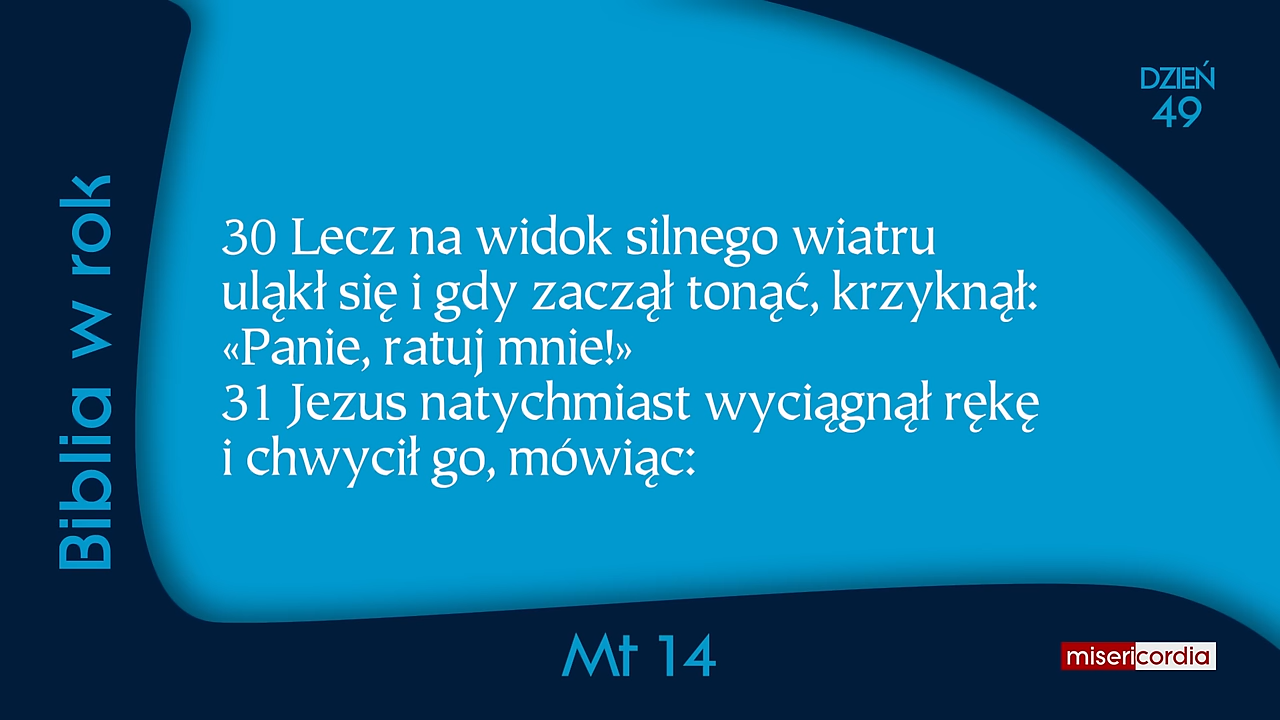 DZIEŃ
49
Biblia w rok
30 Lecz na widok silnego wiatru
uląkł się i gdy zaczął tonąć, krzyknął:
«Panie, ratuj mnie!»
31 Jezus natychmiast wyciągnął rękę
i chwycił go, mówiąc:
Mt 14
misericordia